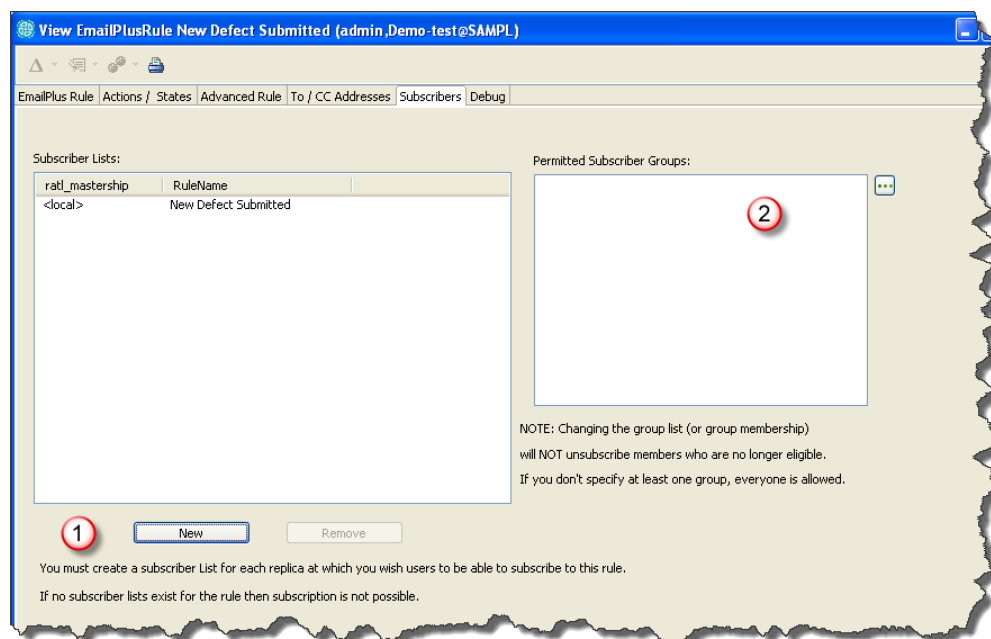 View EmailPlusRule New Defect Submitted (admin,Demo-test@SAMPL)
EmailPlus Rule Actions / States Advanced Rule To / CC Addresses Subscribers Debug
Subscriber Lists:
ratl_mastership RuleName
<local> New Defect Submitted
Permitted Subscriber Groups:
2
NOTE: Changing the group list (or group membership)
will NOT unsubscribe members who are no longer eligible.
If you don't specify at least one group, everyone is allowed.
1 New Remove
You must create a subscriber List for each replica at which you wish users to be able to subscribe to this rule.
If no subscriber lists exist for the rule then subscription is not possible.